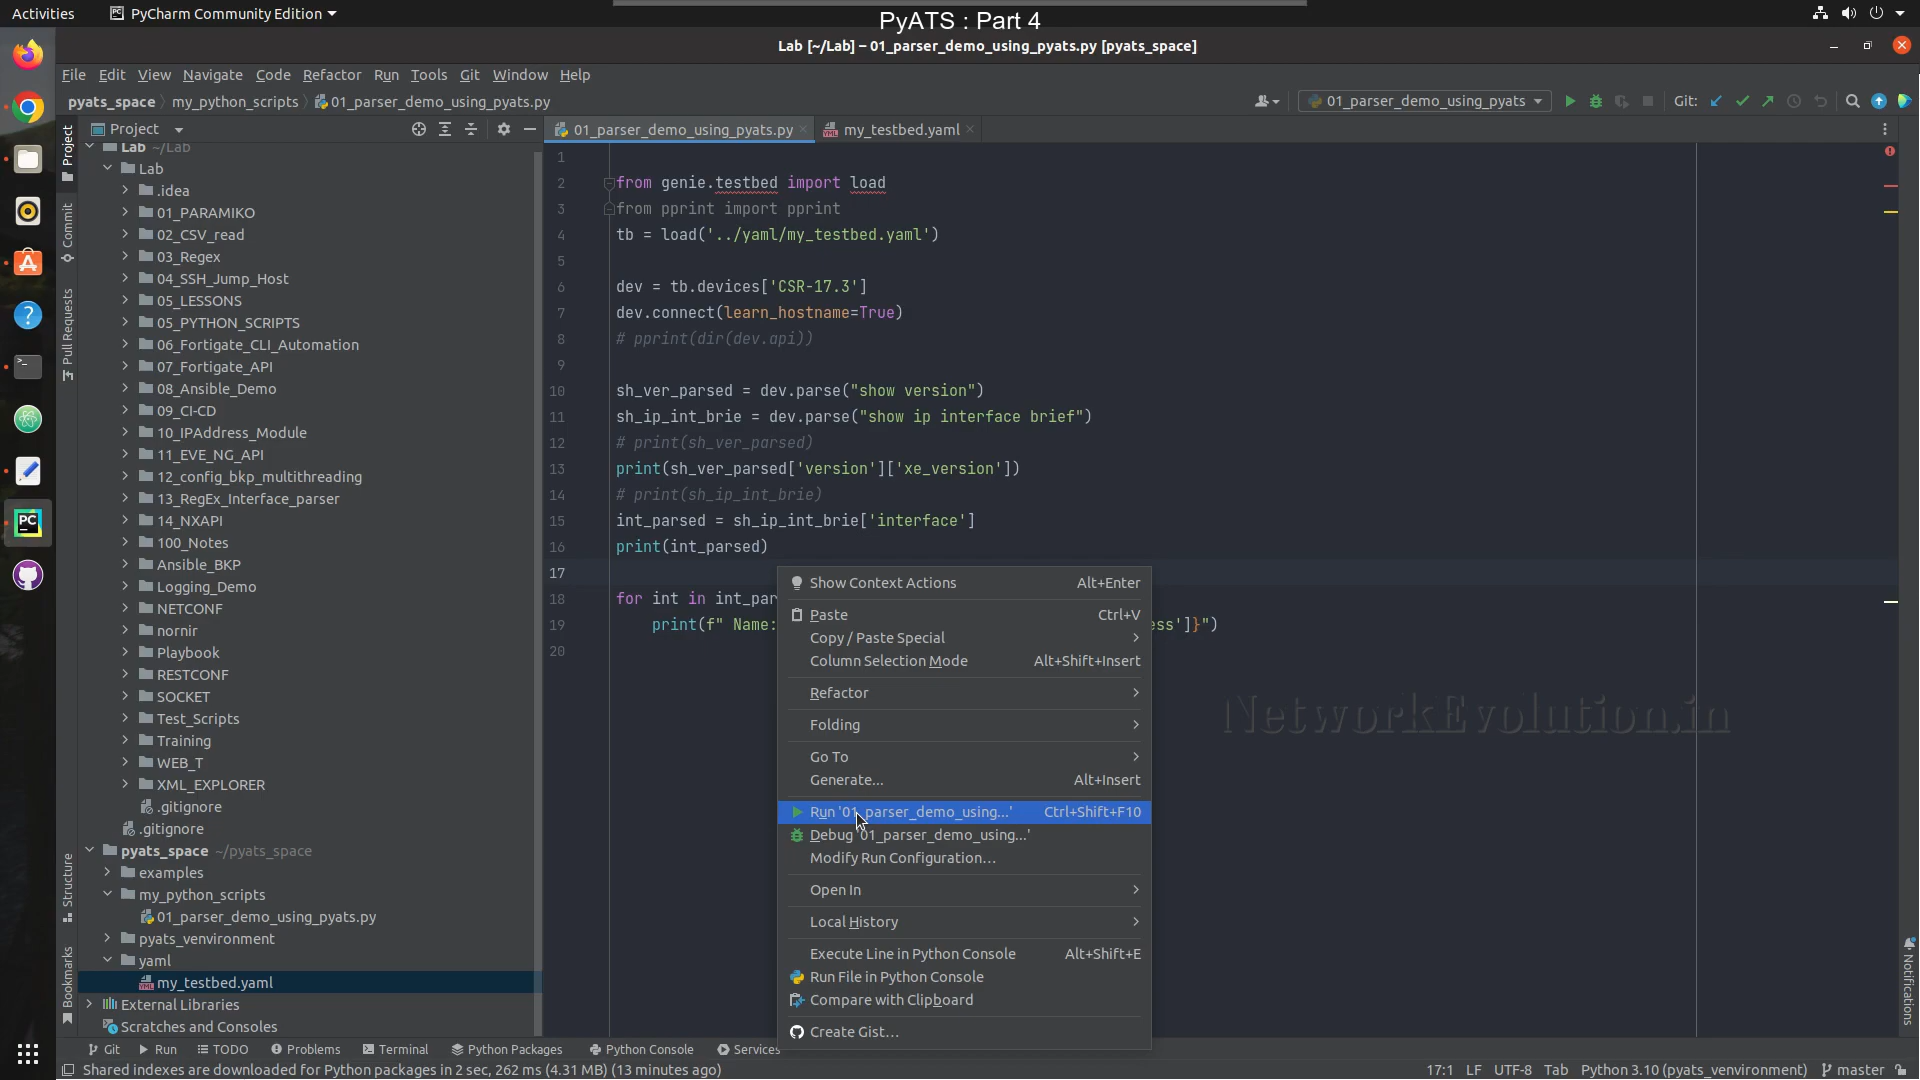 Activities
PyCharm Community Edition
PyATS : Part 4
Lab [~/Lab] – 01_parser_demo_using_pyats.py [pyats_space]
File Edit View Navigate Code Refactor Run Tools Git Window Help
pyats_space my_python_scripts 01_parser_demo_using_pyats.py
01_parser_demo_using_pyats
Git:
Project
01_parser_demo_using_pyats.py
my_testbed.yaml
Project
Commit
Pull Requests
Structure
Bookmarks
Lab ~/Lab
Lab
.idea
01_PARAMIKO
02_CSV_read
03_Regex
04_SSH_Jump_Host
05_LESSONS
05_PYTHON_SCRIPTS
06_Fortigate_CLI_Automation
07_Fortigate_API
08_Ansible_Demo
09_CI-CD
10_IPAddress_Module
11_EVE_NG_API
12_config_bkp_multithreading
13_RegEx_Interface_parser
14_NXAPI
100_Notes
Ansible_BKP
Logging_Demo
NETCONF
nornir
Playbook
RESTCONF
SOCKET
Test_Scripts
Training
WEB_T
XML_EXPLORER
.gitignore
.gitignore
pyats_space ~/pyats_space
examples
my_python_scripts
01_parser_demo_using_pyats.py
pyats_venvironment
yaml
my_testbed.yaml
External Libraries
Scratches and Consoles
1
2 from genie.testbed import load
3 from pprint import pprint
4 tb = load('../yaml/my_testbed.yaml')
5
6 dev = tb.devices['CSR-17.3']
7 dev.connect(learn_hostname=True)
8 # pprint(dir(dev.api))
9
10 sh_ver_parsed = dev.parse("show version")
11 sh_ip_int_brie = dev.parse("show ip interface brief")
12 # print(sh_ver_parsed)
13 print(sh_ver_parsed['version']['xe_version'])
14 # print(sh_ip_int_brie)
15 int_parsed = sh_ip_int_brie['interface']
16 print(int_parsed)
17
18 for int in int_par
19 print(f" Name: ess']}")
20
Show Context Actions Alt+Enter
Paste Ctrl+V
Copy / Paste Special
Column Selection Mode Alt+Shift+Insert
Refactor
Folding
Go To
Generate... Alt+Insert
Run '01_parser_demo_using...' Ctrl+Shift+F10
Debug '01_parser_demo_using...'
Modify Run Configuration...
Open In
Local History
Execute Line in Python Console Alt+Shift+E
Run File in Python Console
Compare with Clipboard
Create Gist...
NetworkEvolution.in
Notifications
Git Run TODO Problems Terminal Python Packages Python Console Services
Shared indexes are downloaded for Python packages in 2 sec, 262 ms (4.31 MB) (13 minutes ago)
17:1 LF UTF-8 Tab Python 3.10 (pyats_venvironment) master